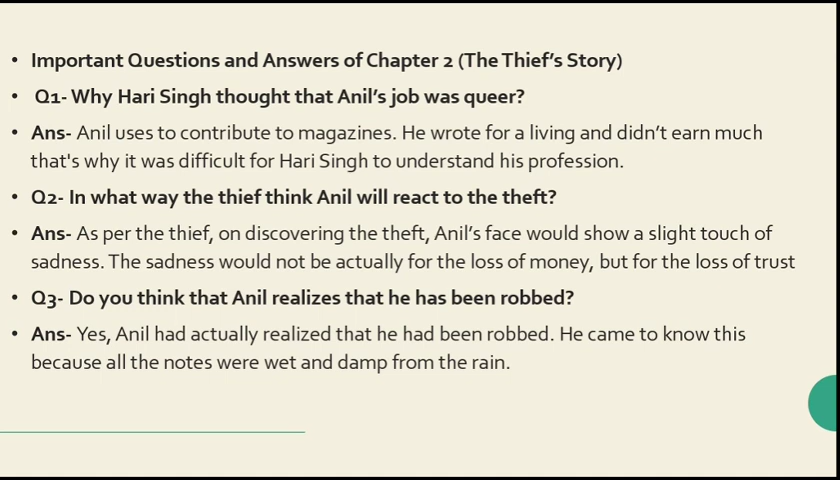 • Important Questions and Answers of Chapter 2 (The Thief's Story)
• Q1- Why Hari Singh thought that Anil's job was queer?
• Ans- Anil uses to contribute to magazines. He wrote for a living and didn't earn much
that's why it was difficult for Hari Singh to understand his profession.
• Q2- In what way the thief think Anil will react to the theft?
• Ans- As per the thief, on discovering the theft, Anil's face would show a slight touch of
sadness. The sadness would not be actually for the loss of money, but for the loss of trust
• Q3- Do you think that Anil realizes that he has been robbed?
• Ans- Yes, Anil had actually realized that he had been robbed. He came to know this
because all the notes were wet and damp from the rain.